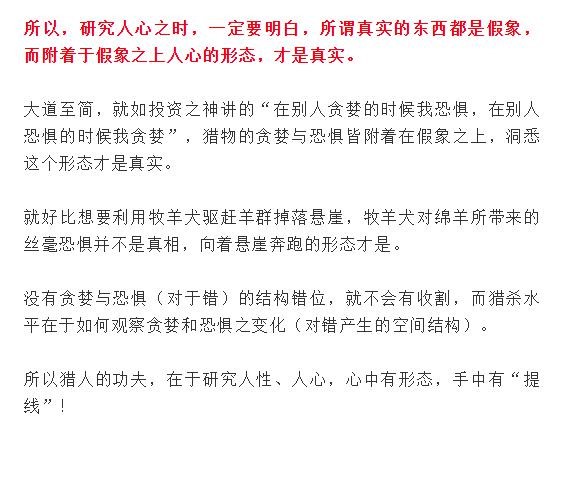 所以，研究人心之时，一定要明白，所谓真实的东西都是假象，
而附着于假象之上人心的形态，才是真实。
大道至简，就如投资之神讲的“在别人贪婪的时候我恐惧，在别人
恐惧的时候我贪婪”，猎物的贪婪与恐惧皆附着在假象之上，洞悉
这个形态才是真实。
就好比想要利用牧羊犬驱赶羊群掉落悬崖，牧羊犬对绵羊所带来的
丝毫恐惧并不是真相，向着悬崖奔跑的形态才是。
没有贪婪与恐惧（对于错）的结构错位，就不会有收割，而猎杀水
平在于如何观察贪婪和恐惧之变化（对错产生的空间结构）。
所以猎人的功夫，在于研究人性、人心，心中有形态，手中有“提
线”！